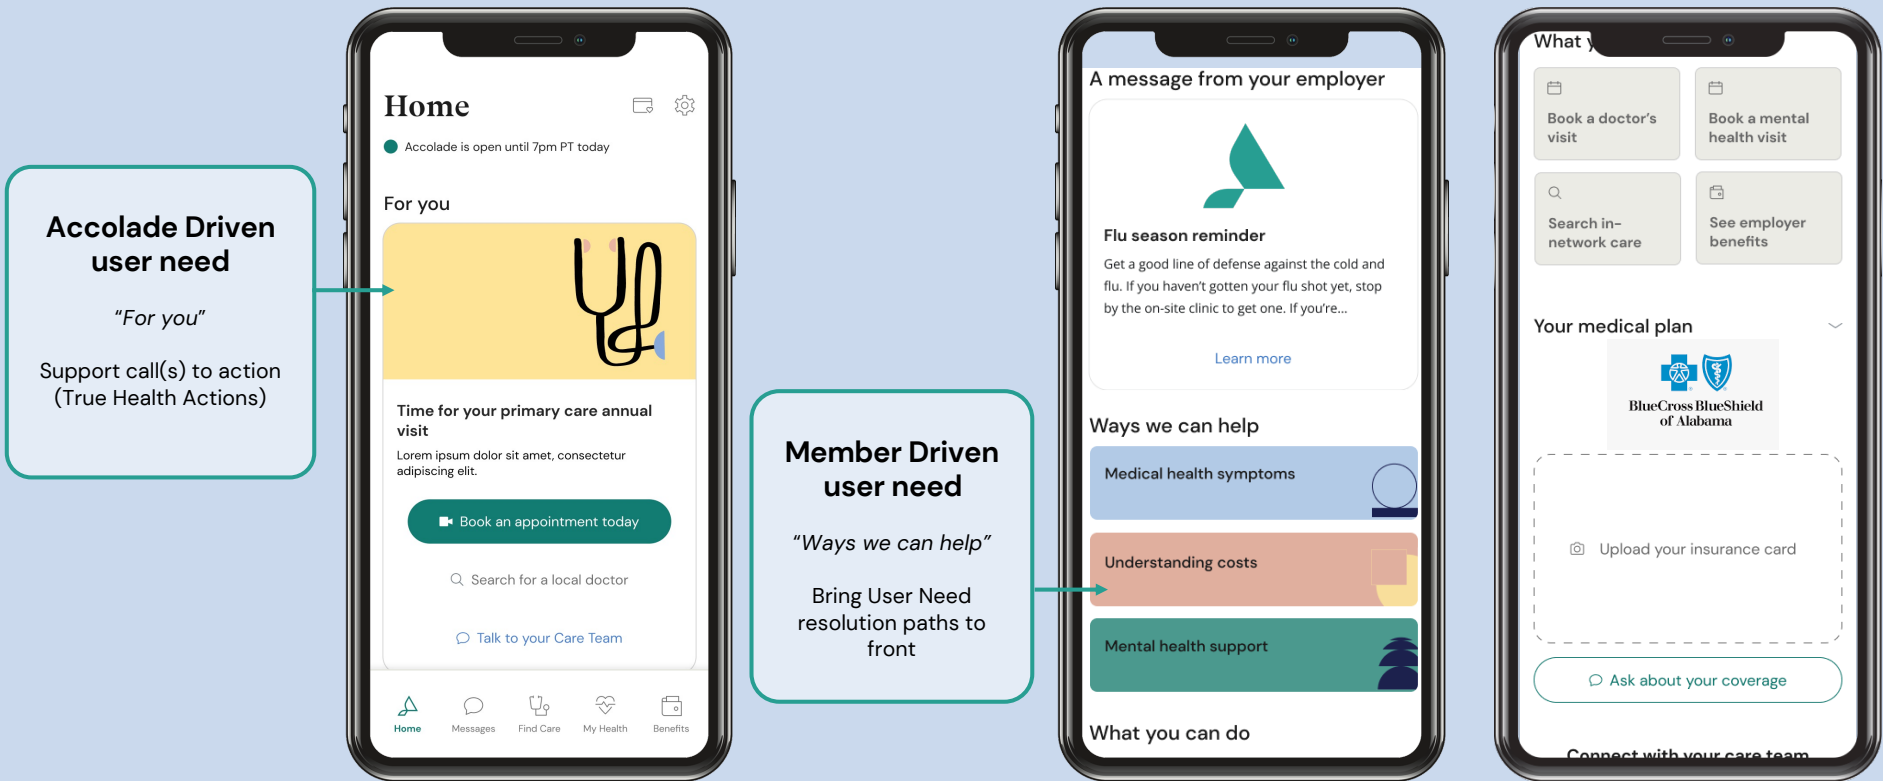 Accolade Driven
user need
“For you”
Support call(s) to action
(True Health Actions)
Home
Accolade is open until 7pm PT today
For you
Time for your primary care annual
visit
Lorem ipsum dolor sit amet, consectetur
adipiscing elit.
Book an appointment today
Search for a local doctor
Talk to your Care Team
Home
Messages
Find Care
My Health
Benefits
Member Driven
user need
“Ways we can help”
Bring User Need
resolution paths to
front
A message from your employer
Flu season reminder
Get a good line of defense against the cold and
flu. If you haven’t gotten your flu shot yet, stop
by the on-site clinic to get one. If you’re...
Learn more
Ways we can help
Medical health symptoms
Understanding costs
Mental health support
What you can do
What y
Book a doctor’s
visit
Book a mental
health visit
Search in-
network care
See employer
benefits
Your medical plan
BlueCross BlueShield
of Alabama
Upload your insurance card
Ask about your coverage
Connect with your care team